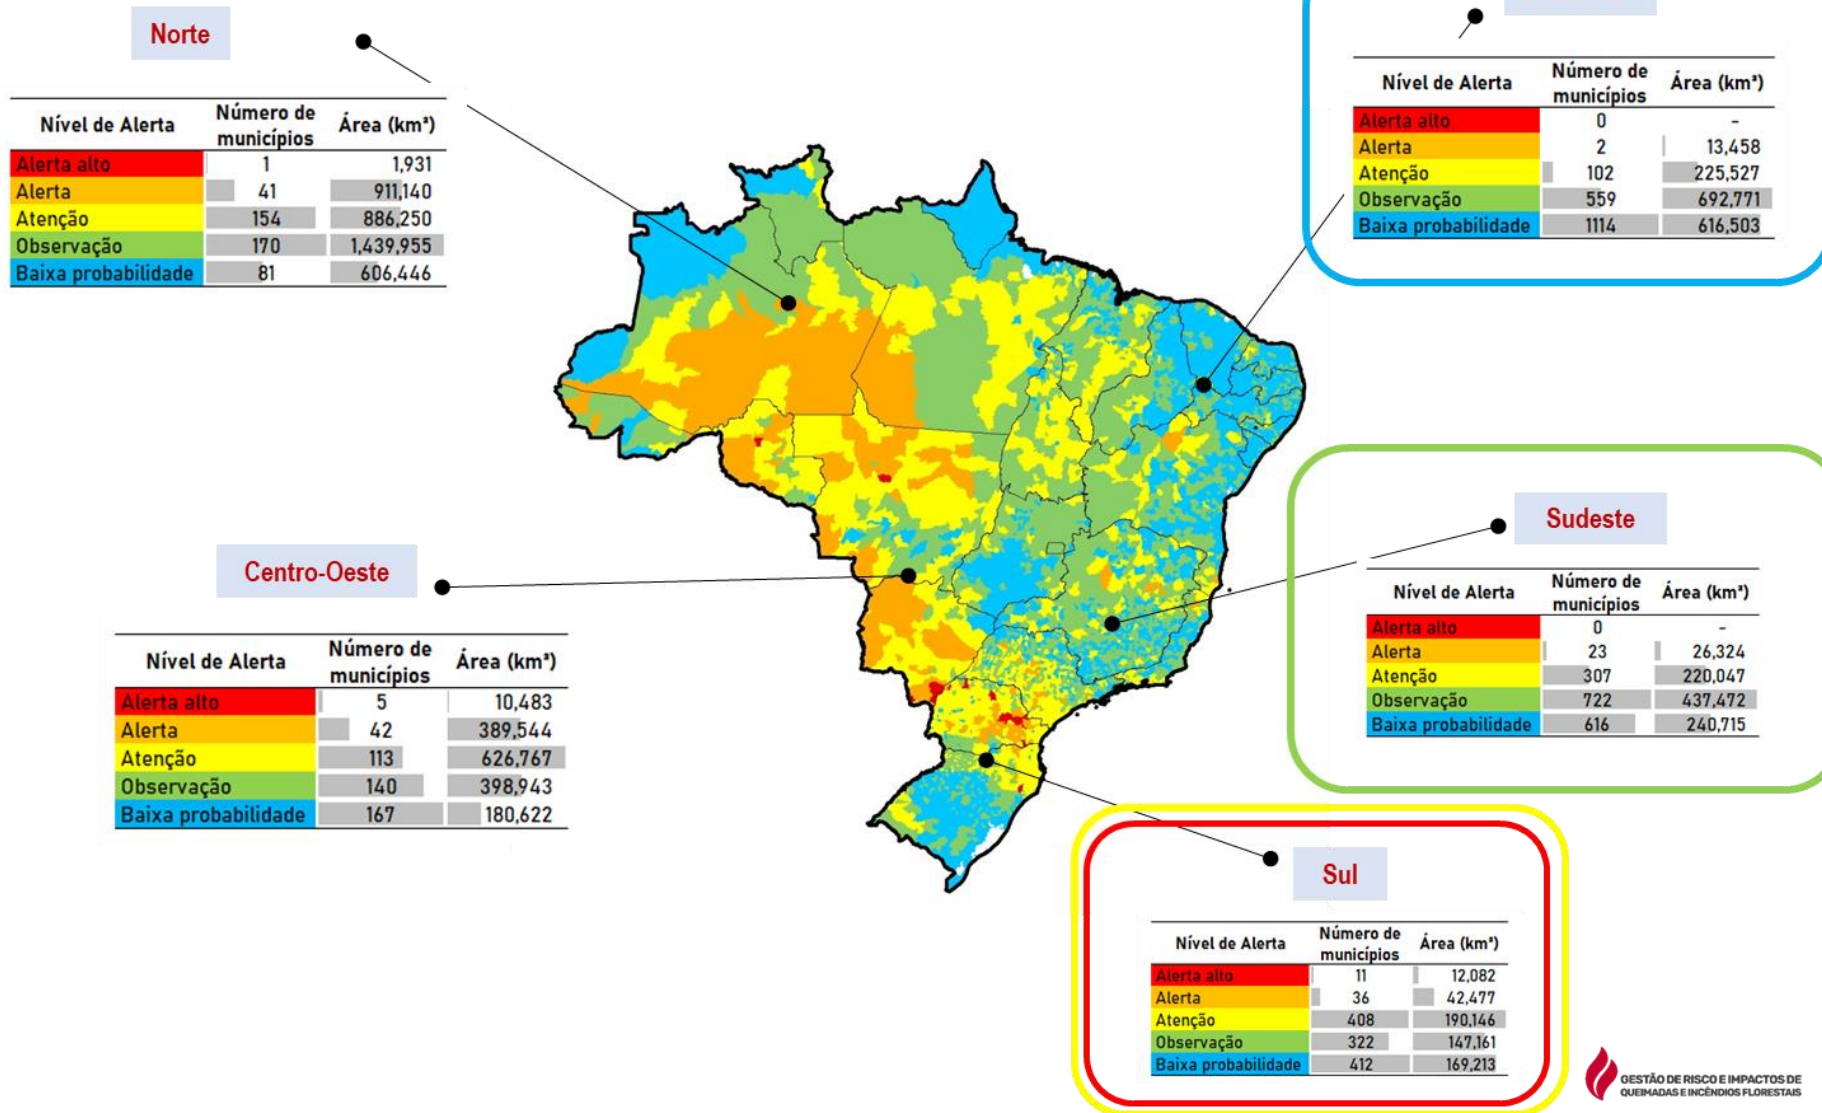 Norte
Nível de Alerta Número de municípios Área (km²)
Alerta alto 1 1,931
Alerta 41 911,140
Atenção 154 886,250
Observação 170 1,439,955
Baixa probabilidade 81 606,446
Nível de Alerta Número de municípios Área (km²)
Alerta alto 0 -
Alerta 2 13,458
Atenção 102 225,527
Observação 559 692,771
Baixa probabilidade 1114 616,503
Centro-Oeste
Nível de Alerta Número de municípios Área (km²)
Alerta alto 5 10,483
Alerta 42 389,544
Atenção 113 626,767
Observação 140 398,943
Baixa probabilidade 167 180,622
Sudeste
Nível de Alerta Número de municípios Área (km²)
Alerta alto 0 -
Alerta 23 26,324
Atenção 307 220,047
Observação 722 437,472
Baixa probabilidade 616 240,715
Sul
Nível de Alerta Número de municípios Área (km²)
Alerta alto 11 12,082
Alerta 36 42,477
Atenção 408 190,146
Observação 322 147,161
Baixa probabilidade 412 169,213
GESTÃO DE RISCO E IMPACTOS DE
QUEIMADAS E INCÊNDIOS FLORESTAIS